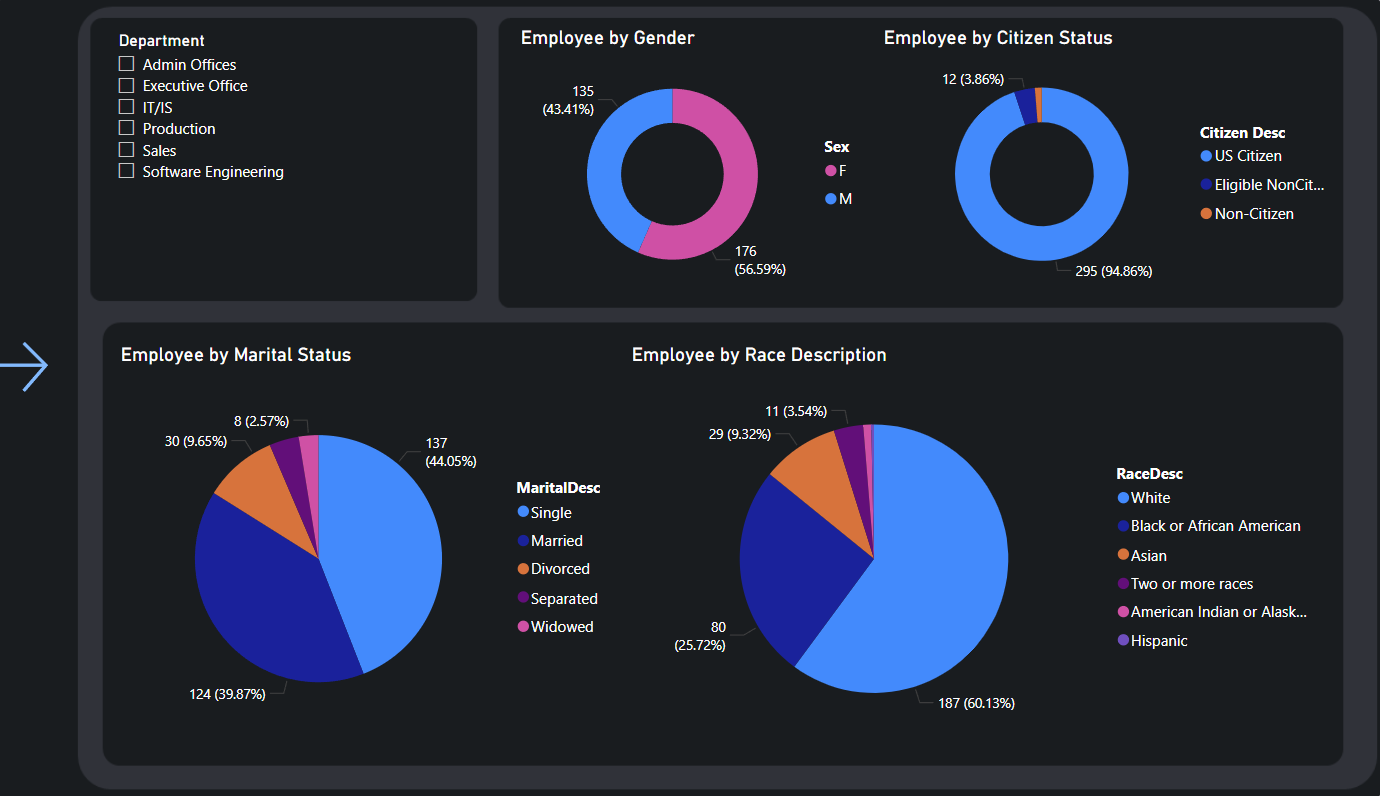 Department
Admin Offices
Executive Office
IT/IS
Production
Sales
Software Engineering
Employee by Gender
135
(43.41%)
176
(56.59%)
Sex
F
M
Employee by Citizen Status
12 (3.86%)
295 (94.86%)
Citizen Desc
US Citizen
Eligible NonCit...
Non-Citizen
Employee by Marital Status
8 (2.57%)
30 (9.65%)
137
(44.05%)
124 (39.87%)
MaritalDesc
Single
Married
Divorced
Separated
Widowed
Employee by Race Description
11 (3.54%)
29 (9.32%)
80
(25.72%)
187 (60.13%)
RaceDesc
White
Black or African American
Asian
Two or more races
American Indian or Alask...
Hispanic